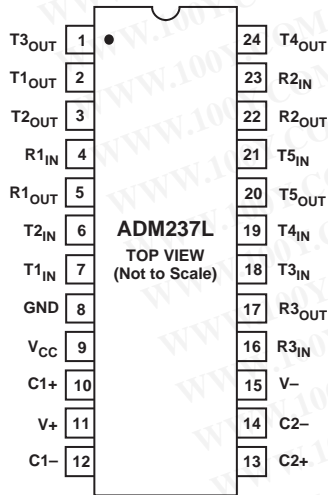 T3OUT 1 24 T4OUT
T1OUT 2 23 R2IN
T2OUT 3 22 R2OUT
R1IN 4 21 T5IN
R1OUT 5 20 T5OUT
T2IN 6 ADM237L 19 T4IN
TOP VIEW
T1IN 7 (Not to Scale) 18 T3IN
GND 8 17 R3OUT
VCC 9 16 R3IN
C1+ 10 15 V–
V+ 11 14 C2–
C1– 12 13 C2+